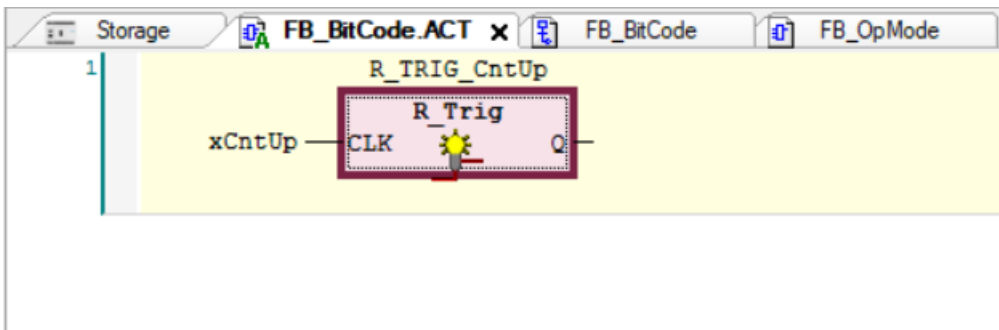 Storage FB_BitCode.ACT FB_BitCode FB_OpMode
1
R_TRIG_CntUp
R_Trig
xCntUp CLK Q